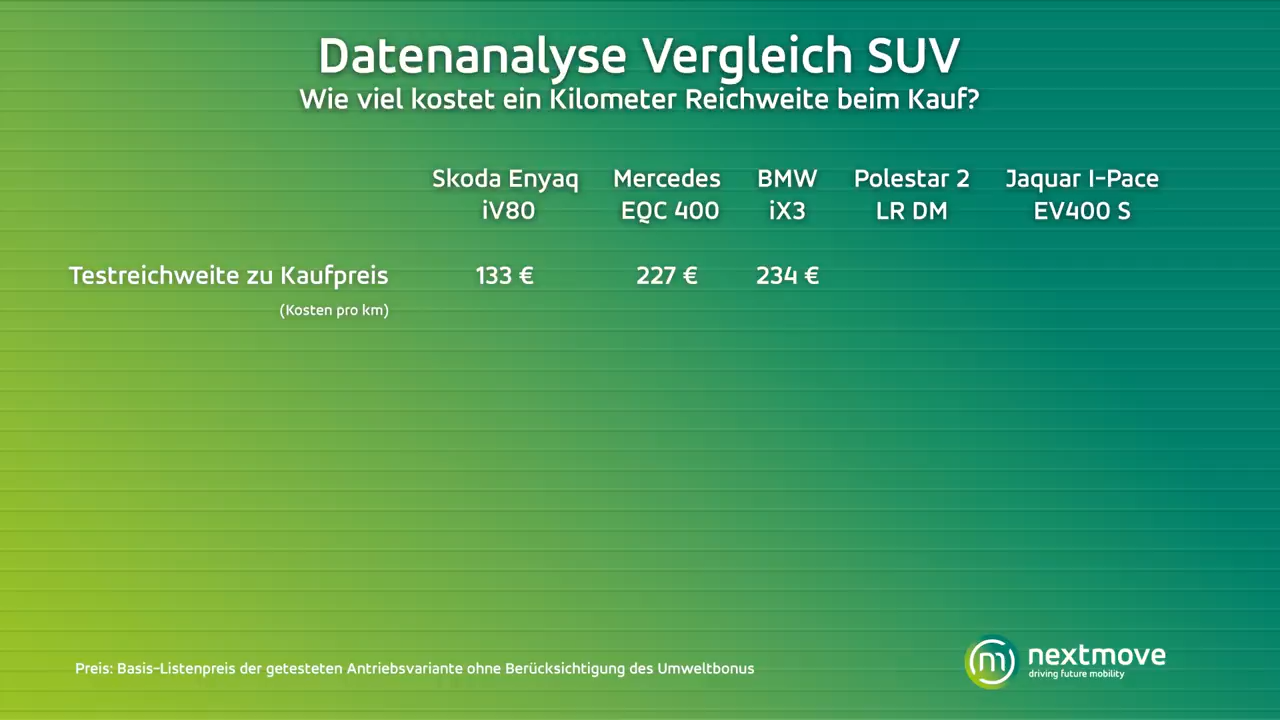 Datenanalyse Vergleich SUV
Wie viel kostet ein Kilometer Reichweite beim Kauf?
Skoda Enyaq Mercedes BMW Polestar 2 Jaquar I-Pace
iV80 EQC 400 iX3 LR DM EV400 S
Testreichweite zu Kaufpreis 133 € 227 € 234 €
(Kosten pro km)
Preis: Basis-Listenpreis der getesteten Antriebsvariante ohne Berücksichtigung des Umweltbonus
nextmove
driving future mobility